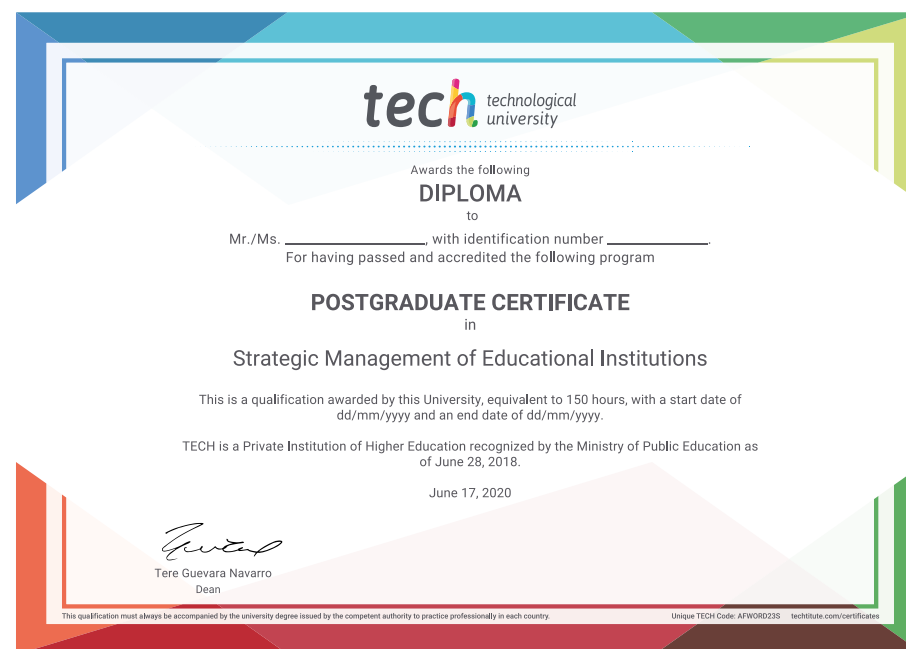 tech technological
university
Awards the following
DIPLOMA
to
Mr./Ms. ____________, with identification number ____________.
For having passed and accredited the following program
POSTGRADUATE CERTIFICATE
in
Strategic Management of Educational Institutions
This is a qualification awarded by this University, equivalent to 150 hours, with a start date of
dd/mm/yyyy and an end date of dd/mm/yyyy.
TECH is a Private Institution of Higher Education recognized by the Ministry of Public Education as
of June 28, 2018.
June 17, 2020
Tere Guevara Navarro
Dean
This qualification must always be accompanied by the university degree issued by the competent authority to practice professionally in each country. Unique TECH Code: AFWORD23S techtitute.com/certificates